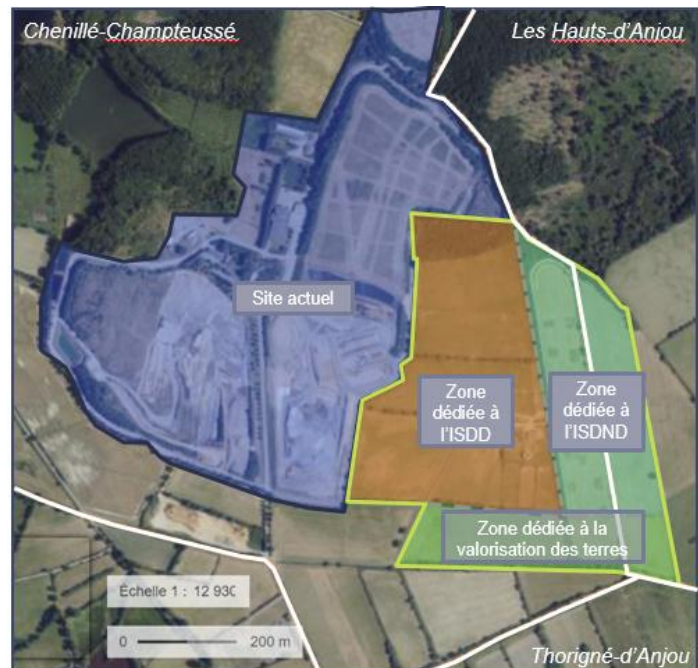 Chenillé-Champteussé
Les Hauts-d'Anjou
Site actuel
Zone
dédiée à
l'ISDD
Zone
dédiée à
l'ISDND
Zone dédiée à la
valorisation des terres
Échelle 1 : 12 930
0
200 m
Thorigné-d'Anjou